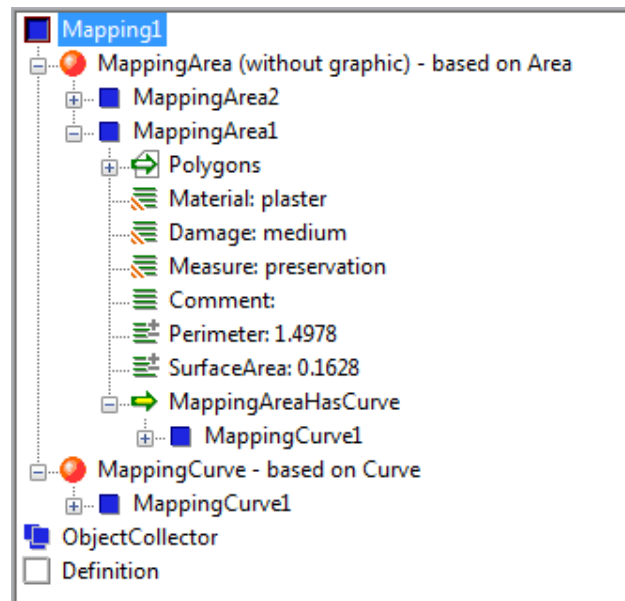 Mapping1
MappingArea (without graphic) - based on Area
MappingArea2
MappingArea1
Polygons
Material: plaster
Damage: medium
Measure: preservation
Comment:
Perimeter: 1.4978
SurfaceArea: 0.1628
MappingAreaHasCurve
MappingCurve1
MappingCurve - based on Curve
MappingCurve1
ObjectCollector
Definition